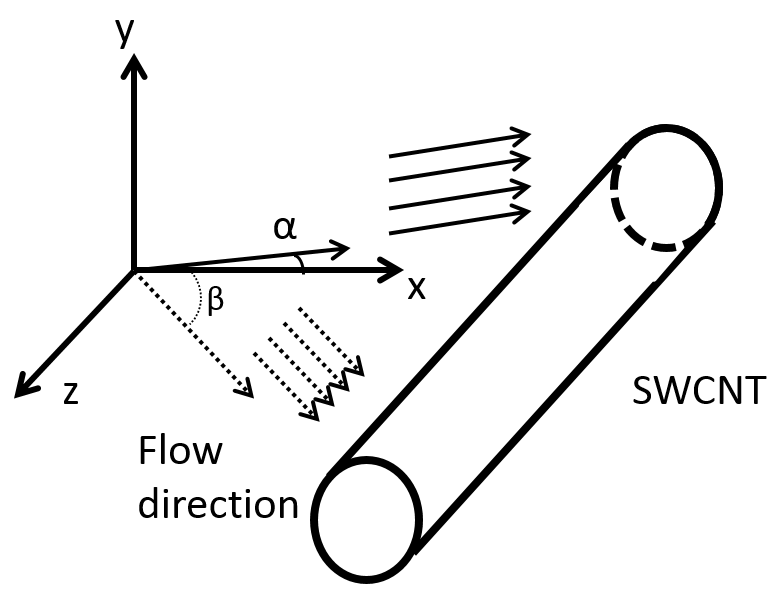 y
α
x
β
z
SWCNT
Flow
direction